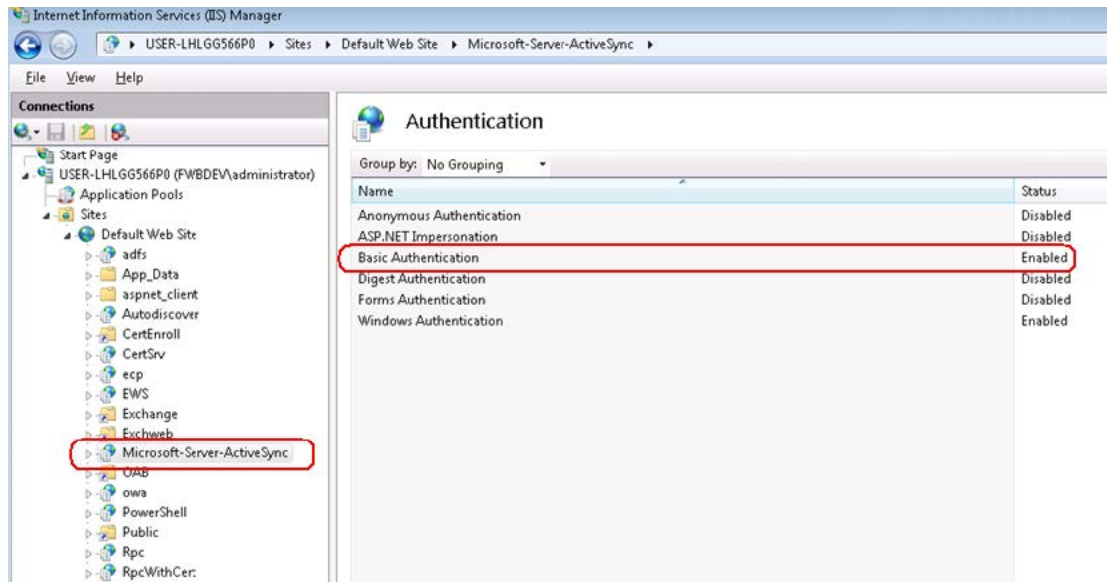 Internet Information Services (IIS) Manager
USER-LHLGG566P0 Sites Default Web Site Microsoft-Server-ActiveSync
File View Help
Connections
Start Page
USER-LHLGG566P0 (FWBDEV\administrator)
Application Pools
Sites
Default Web Site
adfs
App_Data
aspnet_client
Autodiscover
CertEnroll
CertSrv
ecp
EWS
Exchange
Exchweb
Microsoft-Server-ActiveSync
OAB
owa
PowerShell
Public
Rpc
RpcWithCert
Authentication
Group by: No Grouping
Name Status
Anonymous Authentication Disabled
ASP.NET Impersonation Disabled
Basic Authentication Enabled
Digest Authentication Disabled
Forms Authentication Disabled
Windows Authentication Enabled